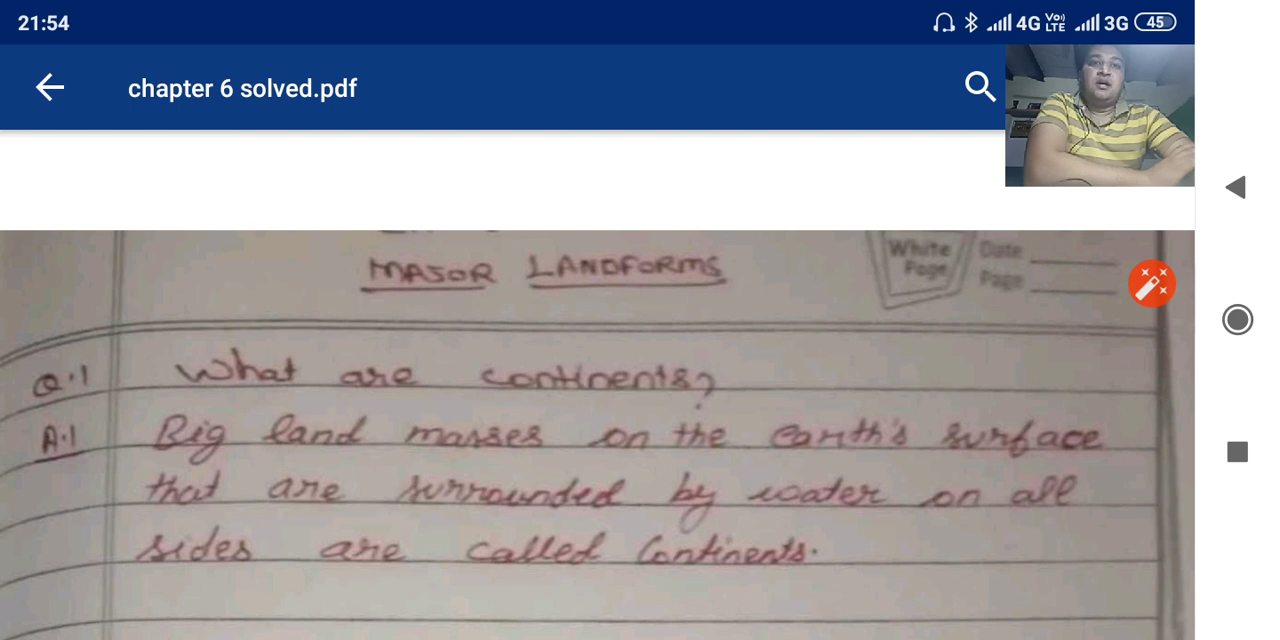 21:54
4G VoLTE 3G 45
chapter 6 solved.pdf
White Page
Date
Page
MAJOR LANDFORMS
Q.1 What are continents?
A.1 Big land masses on the earth's surface
that are surrounded by water on all
sides are called Continents.